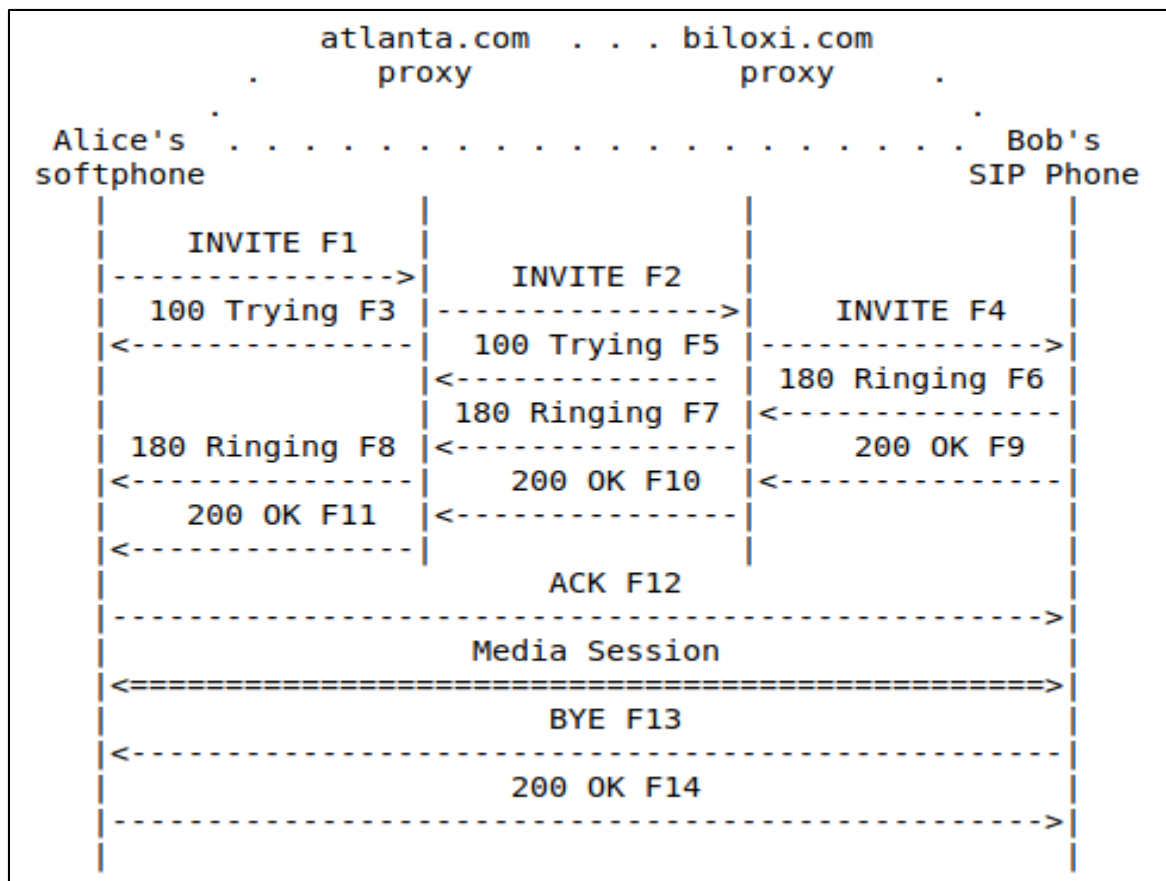 atlanta.com . . . biloxi.com
. proxy proxy .
. .
Alice's . . . . . . . . . . . . . . . . . . . . Bob's
softphone SIP Phone
| | | |
| INVITE F1 | | |
|--------------->| INVITE F2 | |
| 100 Trying F3 |--------------->| INVITE F4 |
|<---------------| 100 Trying F5 |--------------->|
| |<-------------- | 180 Ringing F6 |
| | 180 Ringing F7 |<---------------|
| 180 Ringing F8 |<---------------| 200 OK F9 |
|<---------------| 200 OK F10 |<---------------|
| 200 OK F11 |<---------------| |
|<---------------| | |
| ACK F12 |
|------------------------------------------------->|
| Media Session |
|<================================================>|
| BYE F13 |
|<-------------------------------------------------|
| 200 OK F14 |
|------------------------------------------------->|
| |